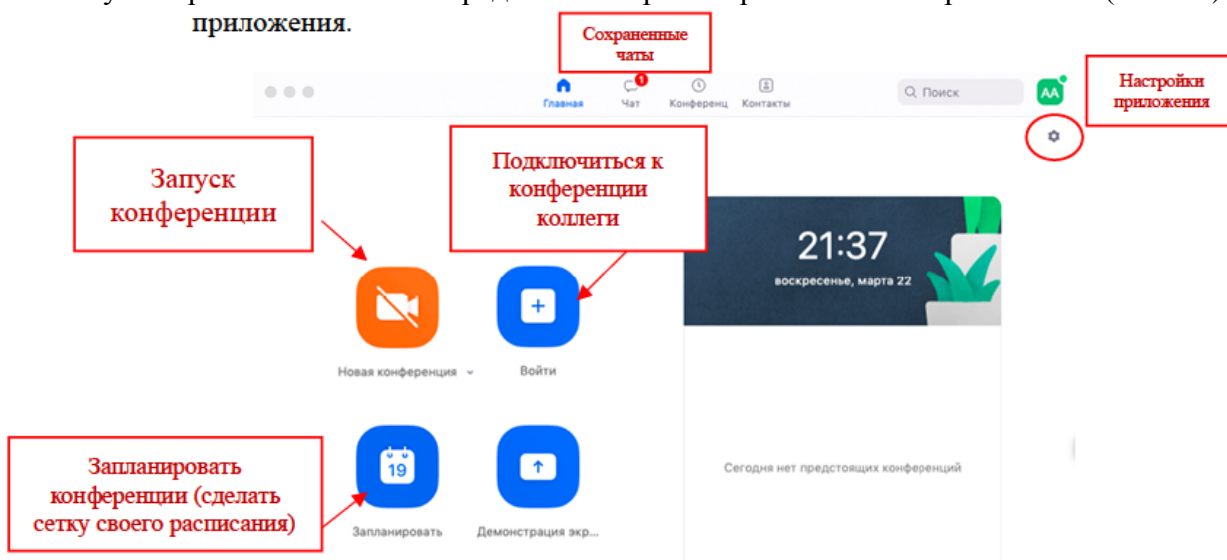 приложения.
Сохраненные
чаты
Главная
Чат
1
Конференц
Контакты
Поиск
AA
Настройки
приложения
Запуск
конференции
Подключиться к
конференции
коллеги
21:37
воскресенье, марта 22
Новая конференция
Войти
Запланировать
конференции (сделать
сетку своего расписания)
19
Запланировать
Демонстрация экр...
Сегодня нет предстоящих конференций